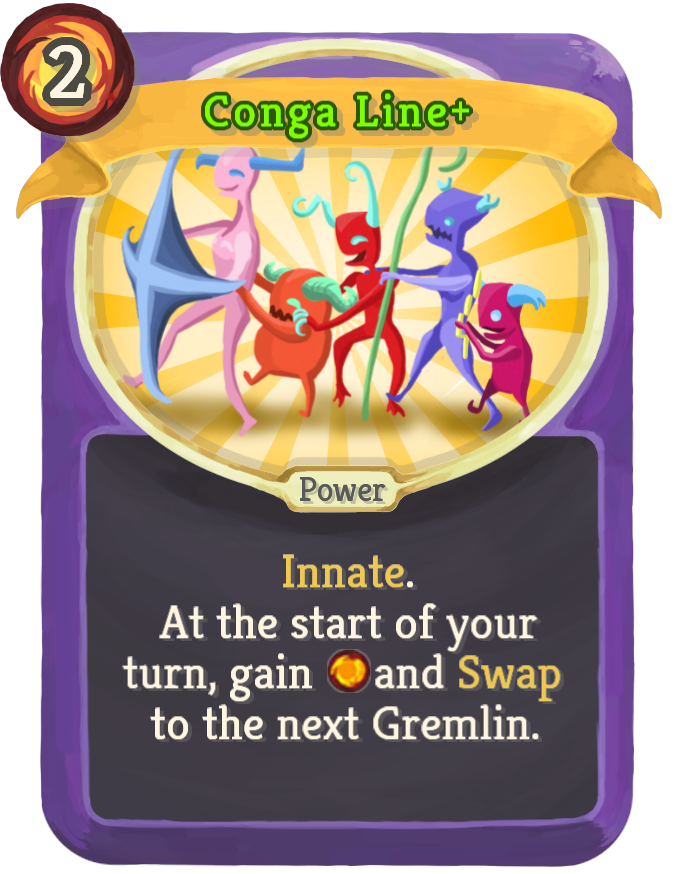 2
Conga Line+
Power
Innate.
At the start of your
turn, gain and Swap
to the next Gremlin.